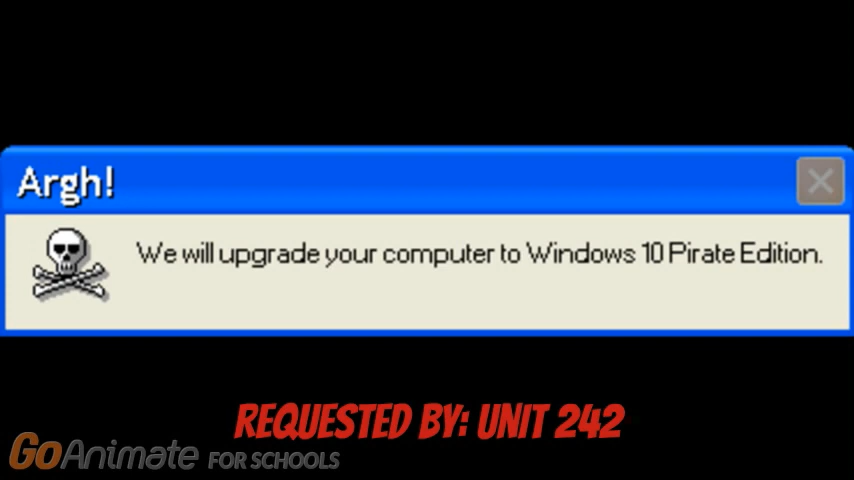 Argh!
We will upgrade your computer to Windows 10 Pirate Edition.
REQUESTED BY: UNIT 242
GoAnimate FOR SCHOOLS